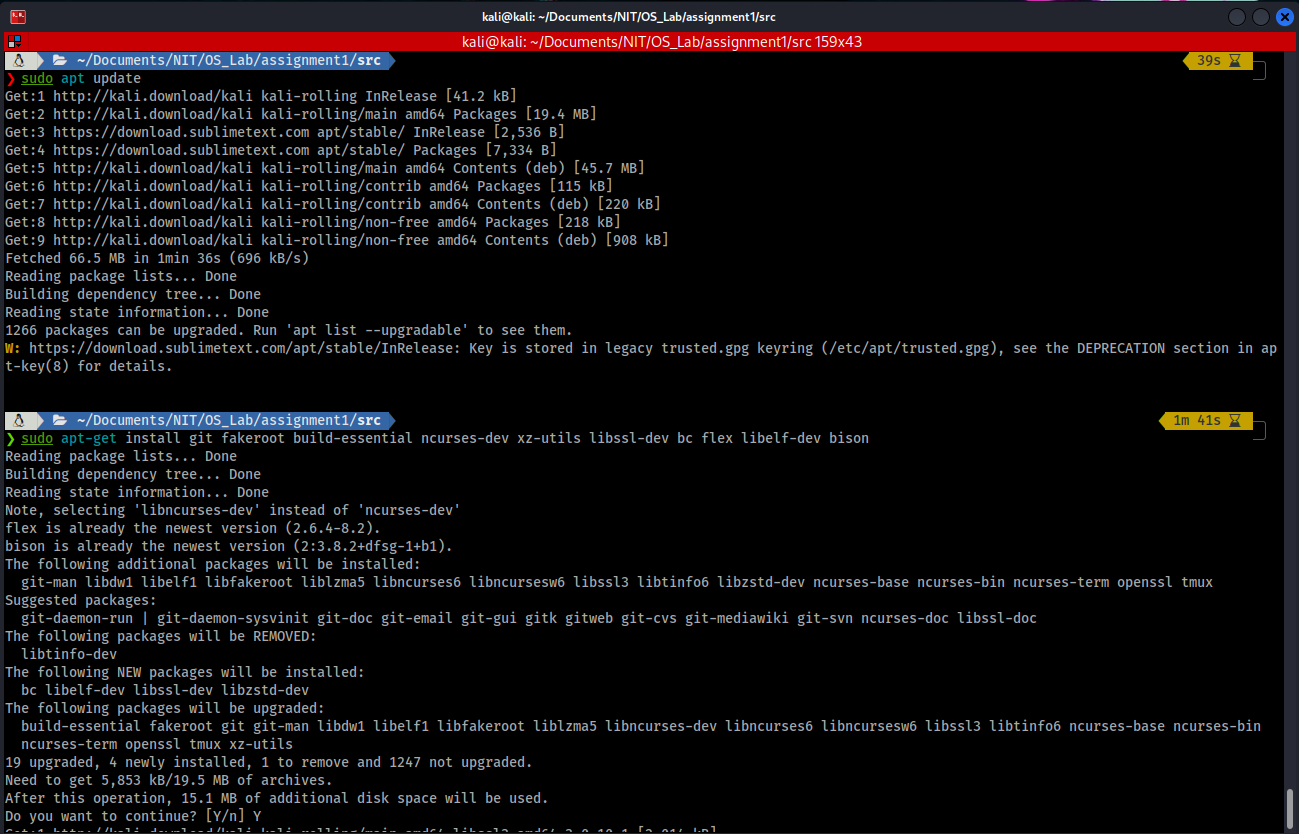 kali@kali: ~/Documents/NIT/OS_Lab/assignment1/src
kali@kali: ~/Documents/NIT/OS_Lab/assignment1/src 159x43
~/Documents/NIT/OS_Lab/assignment1/src 39s
❯ sudo apt update
Get:1 http://kali.download/kali kali-rolling InRelease [41.2 kB]
Get:2 http://kali.download/kali kali-rolling/main amd64 Packages [19.4 MB]
Get:3 https://download.sublimetext.com apt/stable/ InRelease [2,536 B]
Get:4 https://download.sublimetext.com apt/stable/ Packages [7,334 B]
Get:5 http://kali.download/kali kali-rolling/main amd64 Contents (deb) [45.7 MB]
Get:6 http://kali.download/kali kali-rolling/contrib amd64 Packages [115 kB]
Get:7 http://kali.download/kali kali-rolling/contrib amd64 Contents (deb) [220 kB]
Get:8 http://kali.download/kali kali-rolling/non-free amd64 Packages [218 kB]
Get:9 http://kali.download/kali kali-rolling/non-free amd64 Contents (deb) [908 kB]
Fetched 66.5 MB in 1min 36s (696 kB/s)
Reading package lists... Done
Building dependency tree... Done
Reading state information... Done
1266 packages can be upgraded. Run 'apt list --upgradable' to see them.
W: https://download.sublimetext.com/apt/stable/InRelease: Key is stored in legacy trusted.gpg keyring (/etc/apt/trusted.gpg), see the DEPRECATION section in ap
t-key(8) for details.
~/Documents/NIT/OS_Lab/assignment1/src 1m 41s
❯ sudo apt-get install git fakeroot build-essential ncurses-dev xz-utils libssl-dev bc flex libelf-dev bison
Reading package lists... Done
Building dependency tree... Done
Reading state information... Done
Note, selecting 'libncurses-dev' instead of 'ncurses-dev'
flex is already the newest version (2.6.4-8.2).
bison is already the newest version (2:3.8.2+dfsg-1+b1).
The following additional packages will be installed:
git-man libdw1 libelf1 libfakeroot liblzma5 libncurses6 libncursesw6 libssl3 libtinfo6 libzstd-dev ncurses-base ncurses-bin ncurses-term openssl tmux
Suggested packages:
git-daemon-run | git-daemon-sysvinit git-doc git-email git-gui gitk gitweb git-cvs git-mediawiki git-svn ncurses-doc libssl-doc
The following packages will be REMOVED:
libtinfo-dev
The following NEW packages will be installed:
bc libelf-dev libssl-dev libzstd-dev
The following packages will be upgraded:
build-essential fakeroot git git-man libdw1 libelf1 libfakeroot liblzma5 libncurses-dev libncurses6 libncursesw6 libssl3 libtinfo6 ncurses-base ncurses-bin
ncurses-term openssl tmux xz-utils
19 upgraded, 4 newly installed, 1 to remove and 1247 not upgraded.
Need to get 5,853 kB/19.5 MB of archives.
After this operation, 15.1 MB of additional disk space will be used.
Do you want to continue? [Y/n] Y